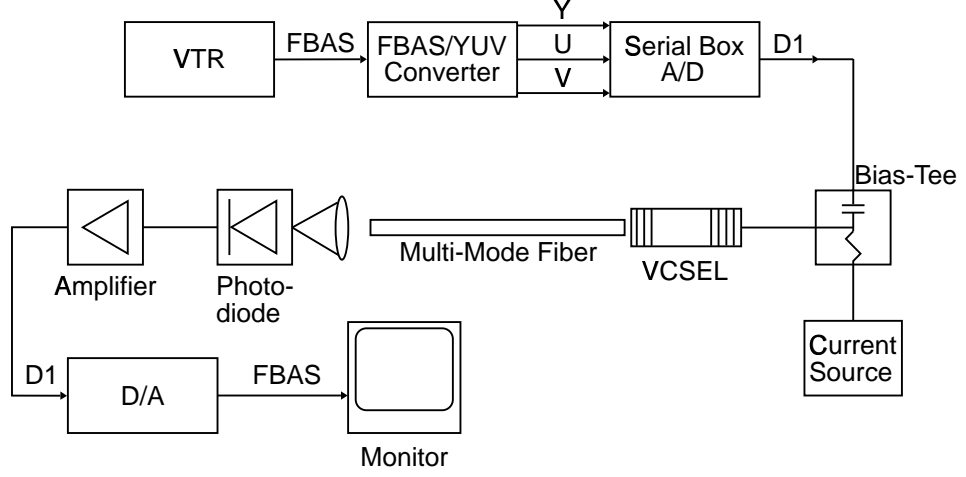 Y
VTR
FBAS
FBAS/YUV
Converter
U
V
Serial Box
A/D
D1
Bias-Tee
Multi-Mode Fiber
VCSEL
Amplifier
Photo-
diode
Current
Source
D1
D/A
FBAS
Monitor